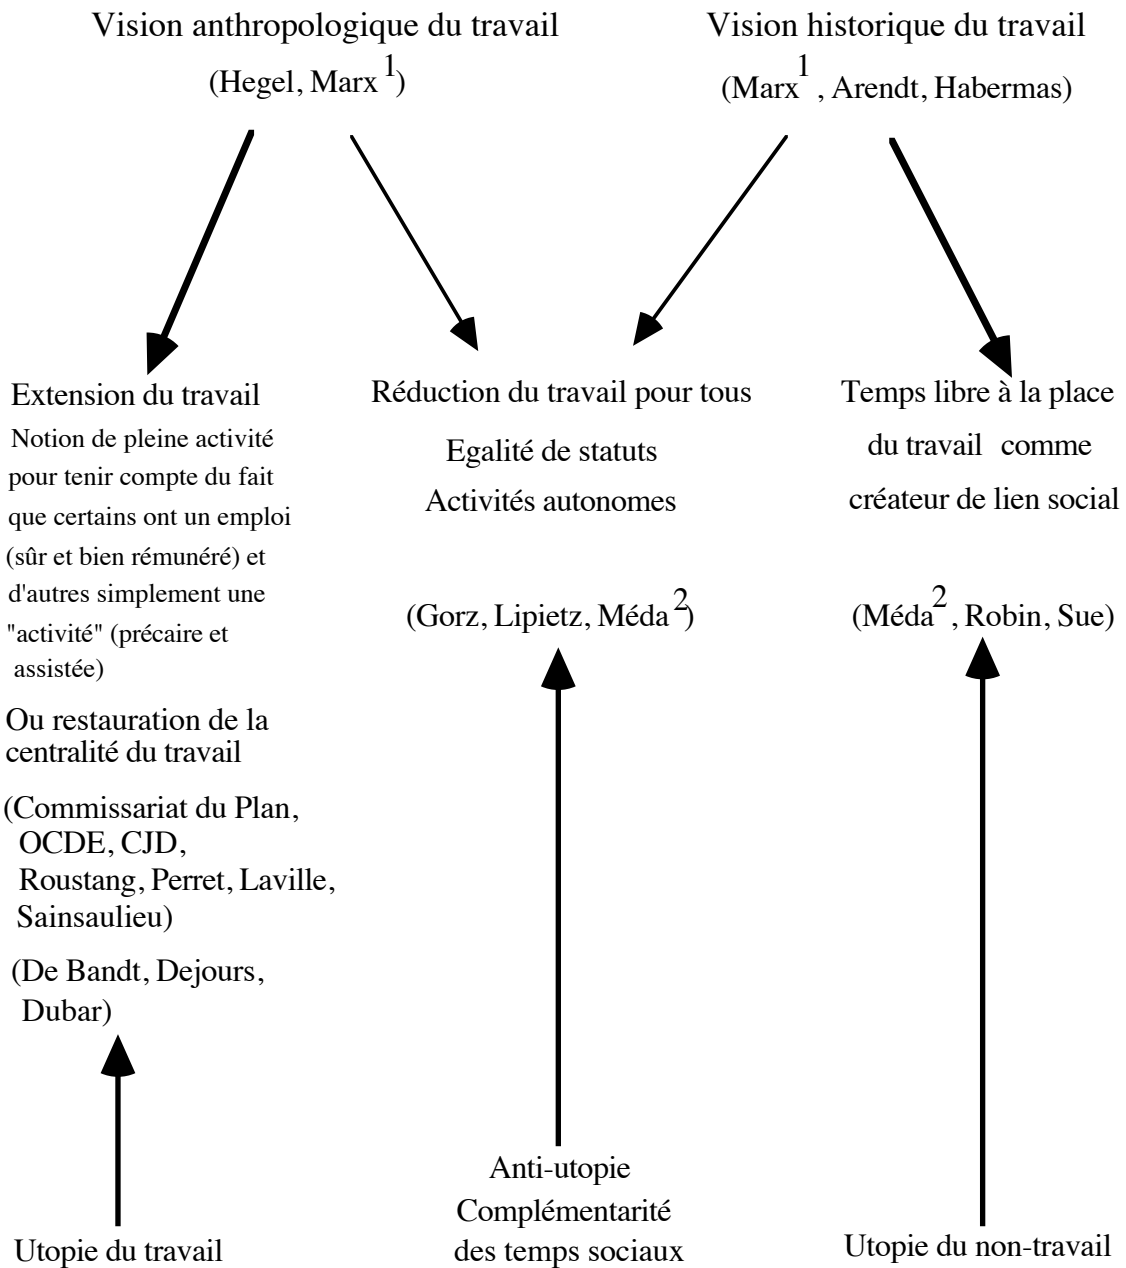 Vision anthropologique du travail
(Hegel, Marx 1)
Vision historique du travail
(Marx1 , Arendt, Habermas)
Extension du travail
Notion de pleine activité
pour tenir compte du fait
que certains ont un emploi
(sûr et bien rémunéré) et
d'autres simplement une
"activité" (précaire et
assistée)
Ou restauration de la
centralité du travail
(Commissariat du Plan,
OCDE, CJD,
Roustang, Perret, Laville,
Sainsaulieu)
(De Bandt, Dejours,
Dubar)
Utopie du travail
Réduction du travail pour tous
Egalité de statuts
Activités autonomes
(Gorz, Lipietz, Méda 2)
Anti-utopie
Complémentarité
des temps sociaux
Temps libre à la place
du travail comme
créateur de lien social
(Méda2 , Robin, Sue)
Utopie du non-travail